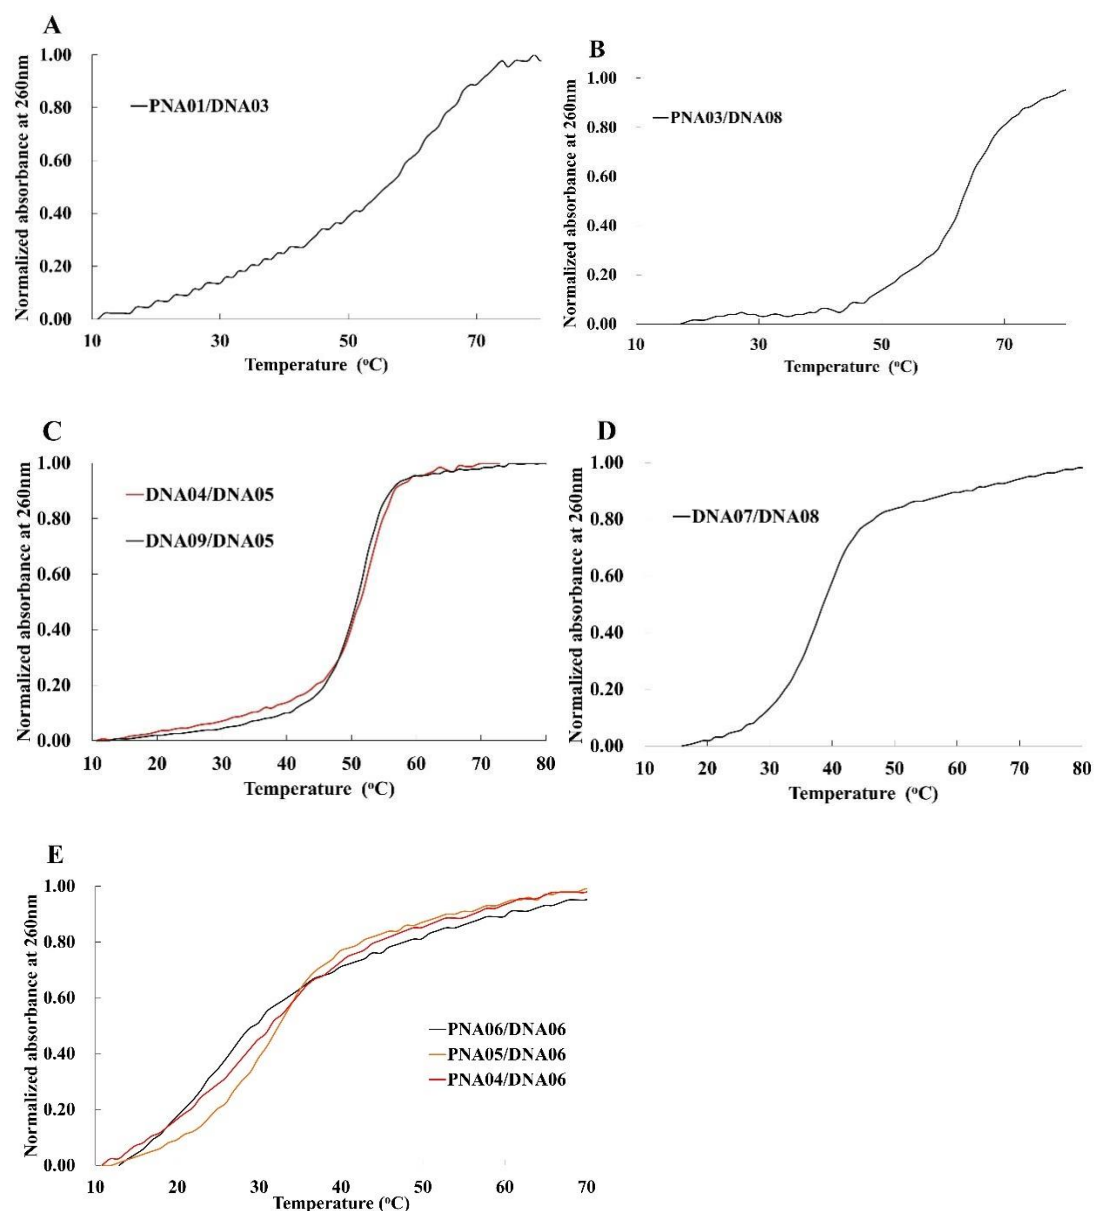 A
Normalized absorbance at 260nm
1.00
0.80
0.60
0.40
0.20
0.00
PNA01/DNA03
10
30
50
70
Temperature (°C)
B
Normalized absorbance at 260nm
1.00
0.80
0.60
0.40
0.20
0.00
PNA03/DNA08
10
30
50
70
Temperature (°C)
C
Normalized absorbance at 260nm
1.00
0.80
0.60
0.40
0.20
0.00
DNA04/DNA05
DNA09/DNA05
10 20 30 40 50 60 70 80
Temperature (°C)
D
Normalized absorbance at 260nm
1.00
0.80
0.60
0.40
0.20
0.00
DNA07/DNA08
10 20 30 40 50 60 70 80
Temperature (°C)
E
Normalized absorbance at 260nm
1.00
0.80
0.60
0.40
0.20
0.00
PNA06/DNA06
PNA05/DNA06
PNA04/DNA06
10 20 30 40 50 60 70
Temperature (°C)